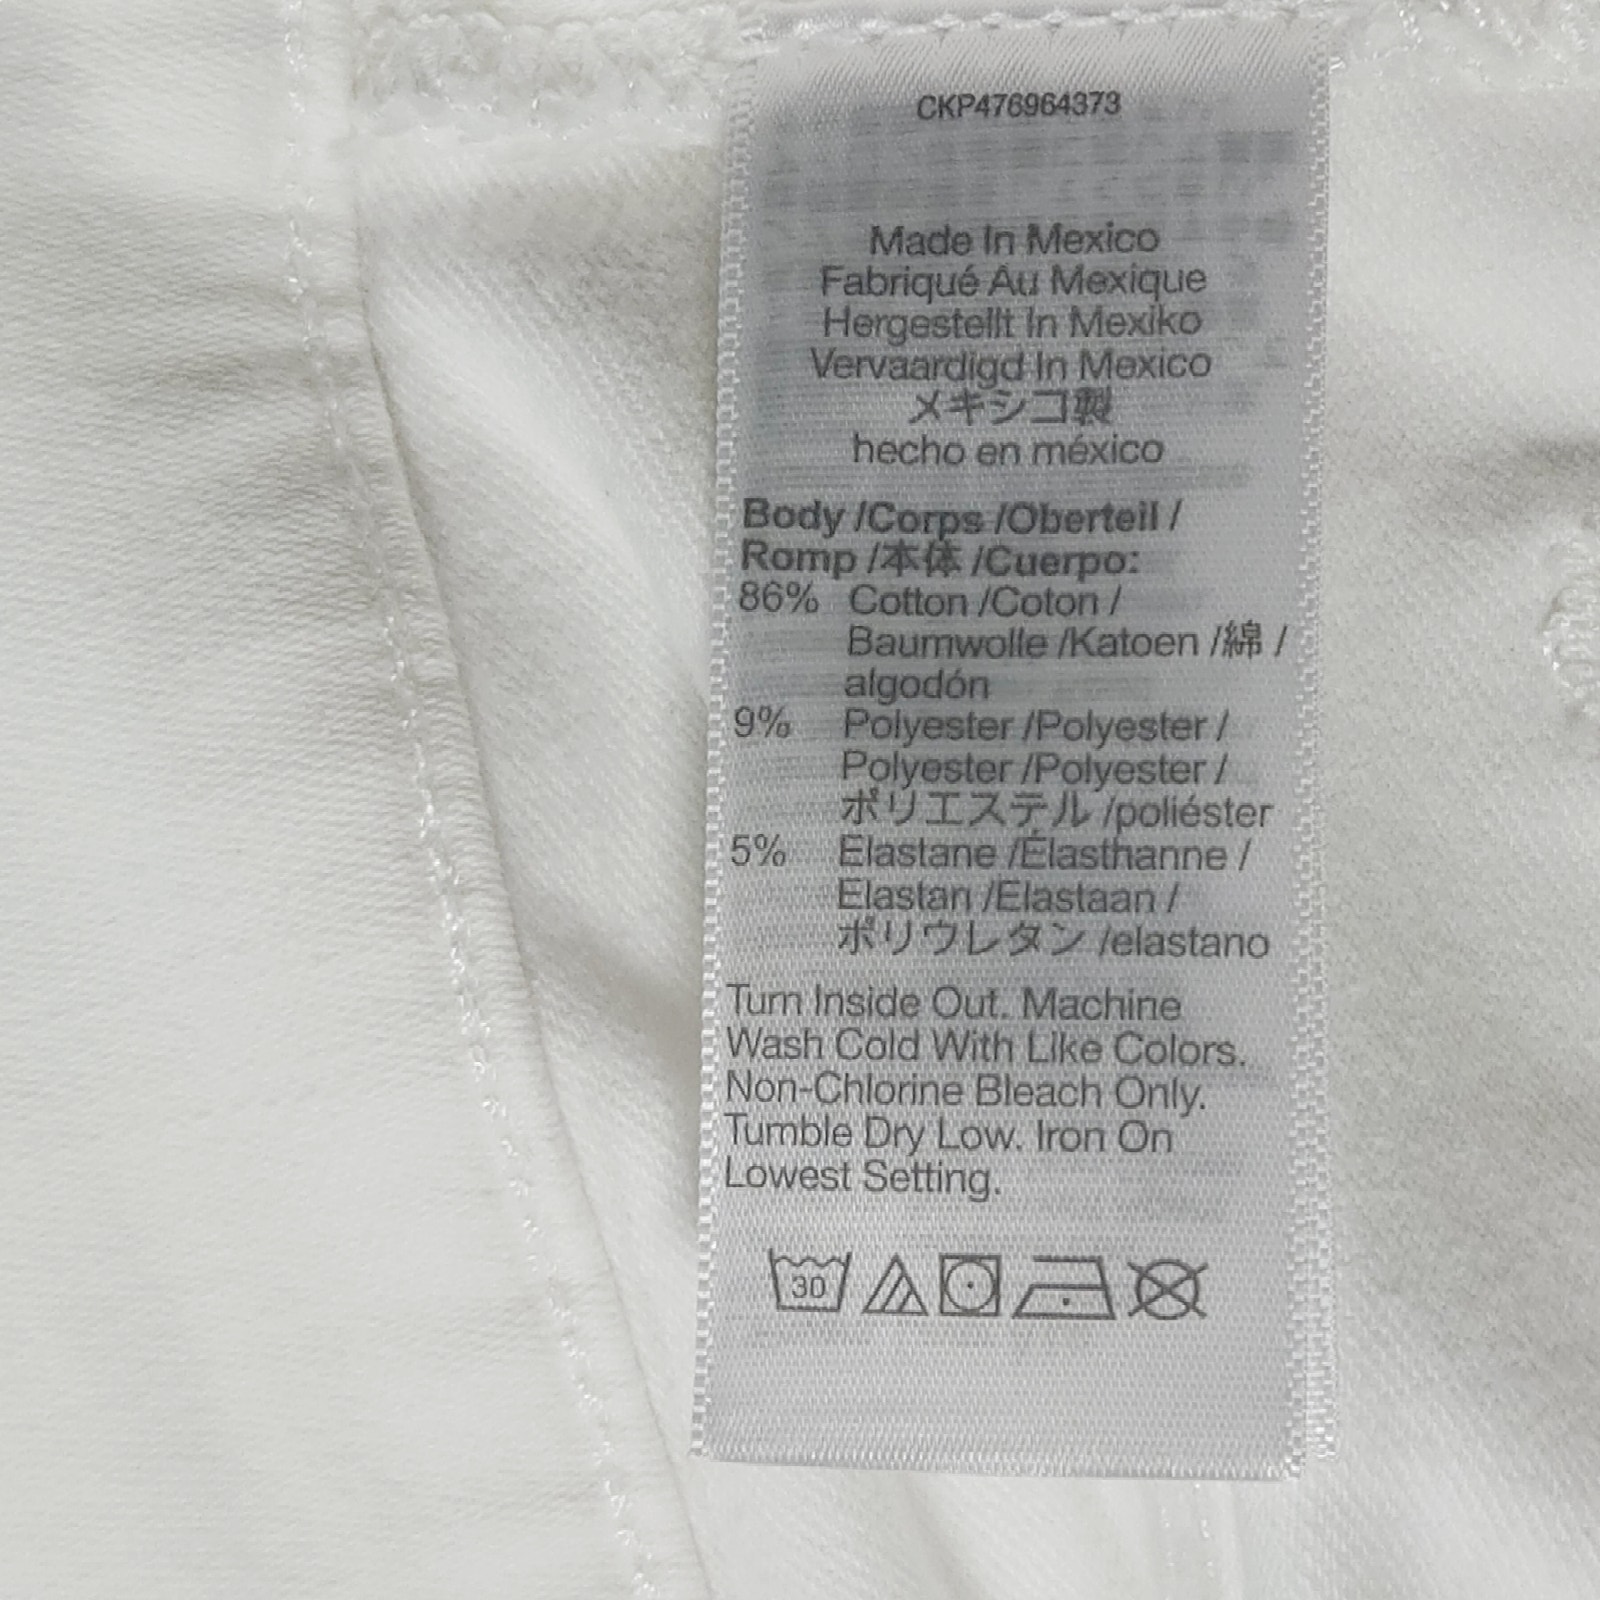 CKP476964373
Made In Mexico
Fabriqué Au Mexique
Hergestellt In Mexiko
Vervaardigd In Mexico
メキシコ製
hecho en méxico
Body /Corps /Oberteil /
Romp /本体 /Cuerpo:
86% Cotton /Coton /
Baumwolle /Katoen /綿 /
algodón
9% Polyester /Polyester /
Polyester /Polyester /
ポリエステル /poliéster
5% Elastane /Élasthanne /
Elastan /Elastaan /
ポリウレタン /elastano
Turn Inside Out. Machine
Wash Cold With Like Colors.
Non-Chlorine Bleach Only.
Tumble Dry Low. Iron On
Lowest Setting.
30